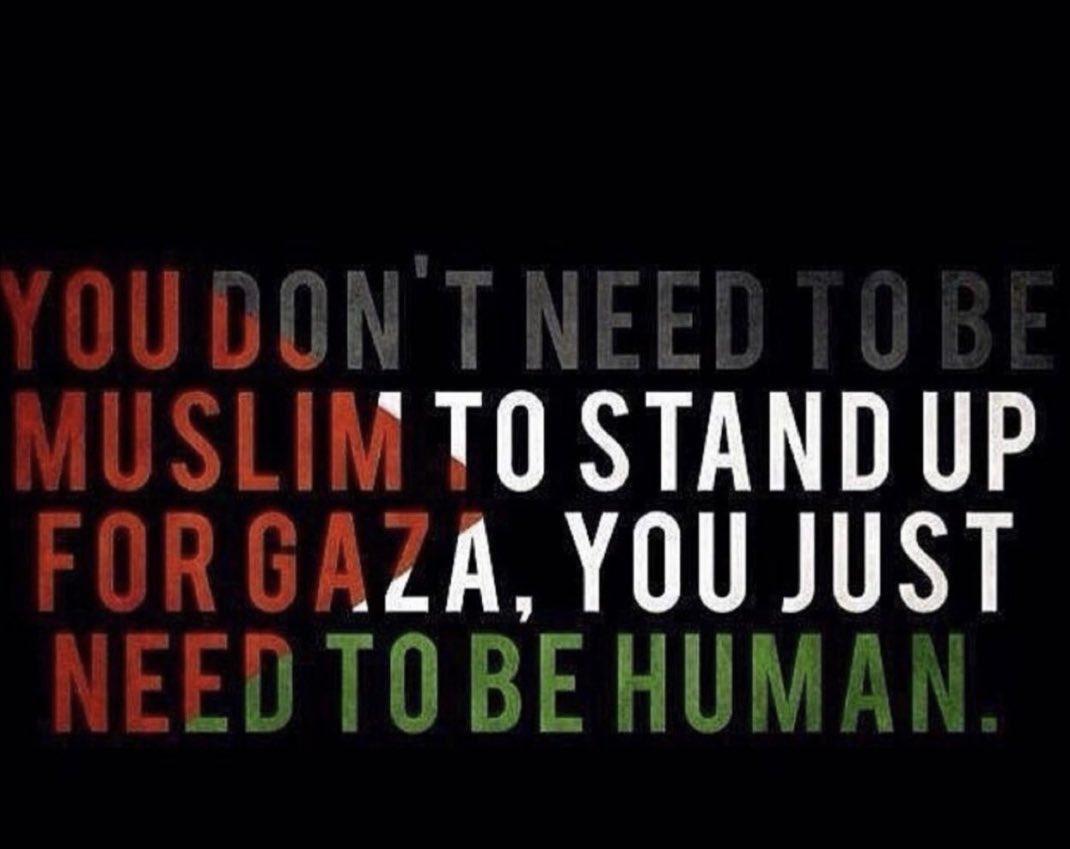 YOU DON'T NEED TO BE
MUSLIM TO STAND UP
FOR GAZA, YOU JUST
NEED TO BE HUMAN.